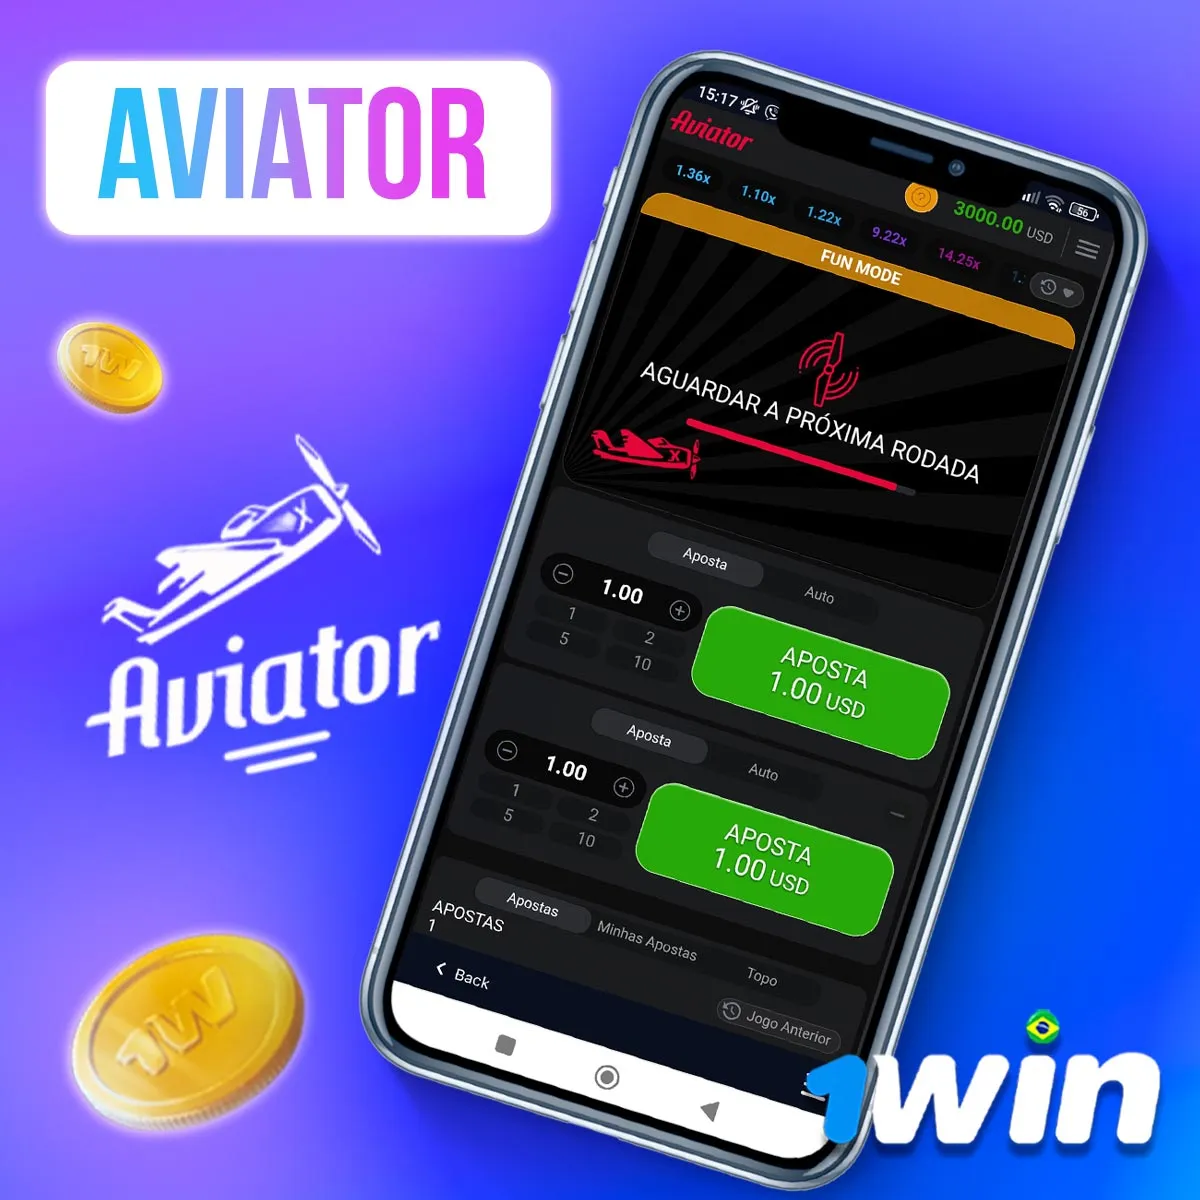 AVIATOR
15:17
56
Aviator
3000.00 USD
1.36x
1.10x
1.22x
9.22x
14.25x
FUN MODE
AGUARDAR A PRÓXIMA RODADA
X
Aposta
Auto
1.00
1
2
5
10
APOSTA
1.00 USD
Aposta
Auto
1.00
1
2
5
10
APOSTA
1.00 USD
Apostas
Minhas Apostas
Topo
APOSTAS
1
Jogo Anterior
Back
1W
X
Aviator
1W
1win